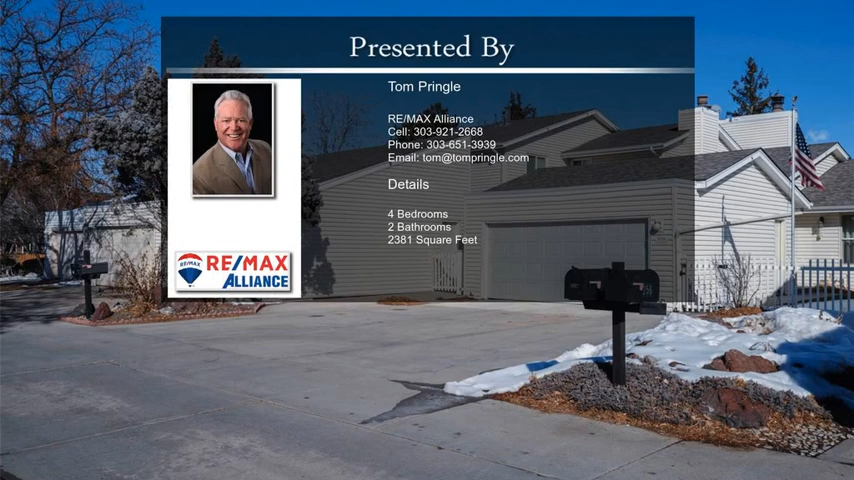 Presented By
Tom Pringle
RE/MAX Alliance
Cell: 303-921-2668
Phone: 303-651-3939
Email: tom@tompringle.com
Details
4 Bedrooms
2 Bathrooms
2381 Square Feet
RE/MAX
RE/MAX
ALLIANCE